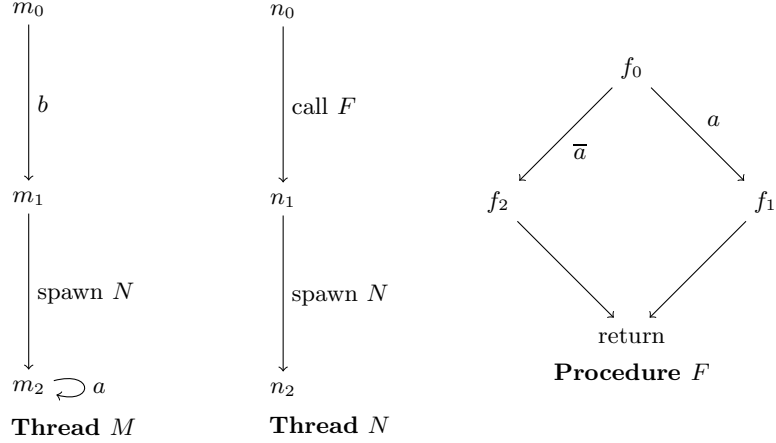 m₀
b
m₁
spawn N
m₂
a
Thread M
n₀
call F
n₁
spawn N
n₂
Thread N
f₀
a̅
a
f₂
f₁
return
Procedure F